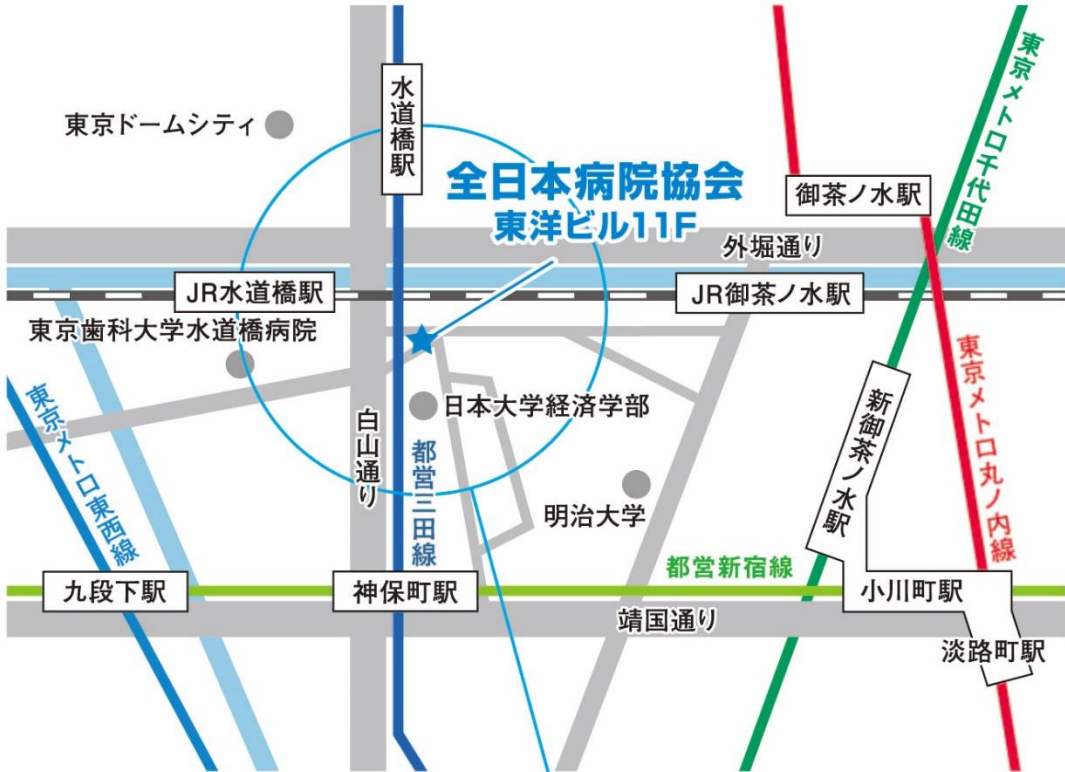 水道橋駅
東京メトロ千代田線
東京ドームシティ
全日本病院協会
東洋ビル11F
御茶ノ水駅
外堀通り
JR水道橋駅
JR御茶ノ水駅
東京歯科大学水道橋病院
東京メトロ東西線
白山通り
日本大学経済学部
都営三田線
明治大学
新御茶ノ水駅
東京メトロ丸ノ内線
都営新宿線
九段下駅
神保町駅
小川町駅
靖国通り
淡路町駅